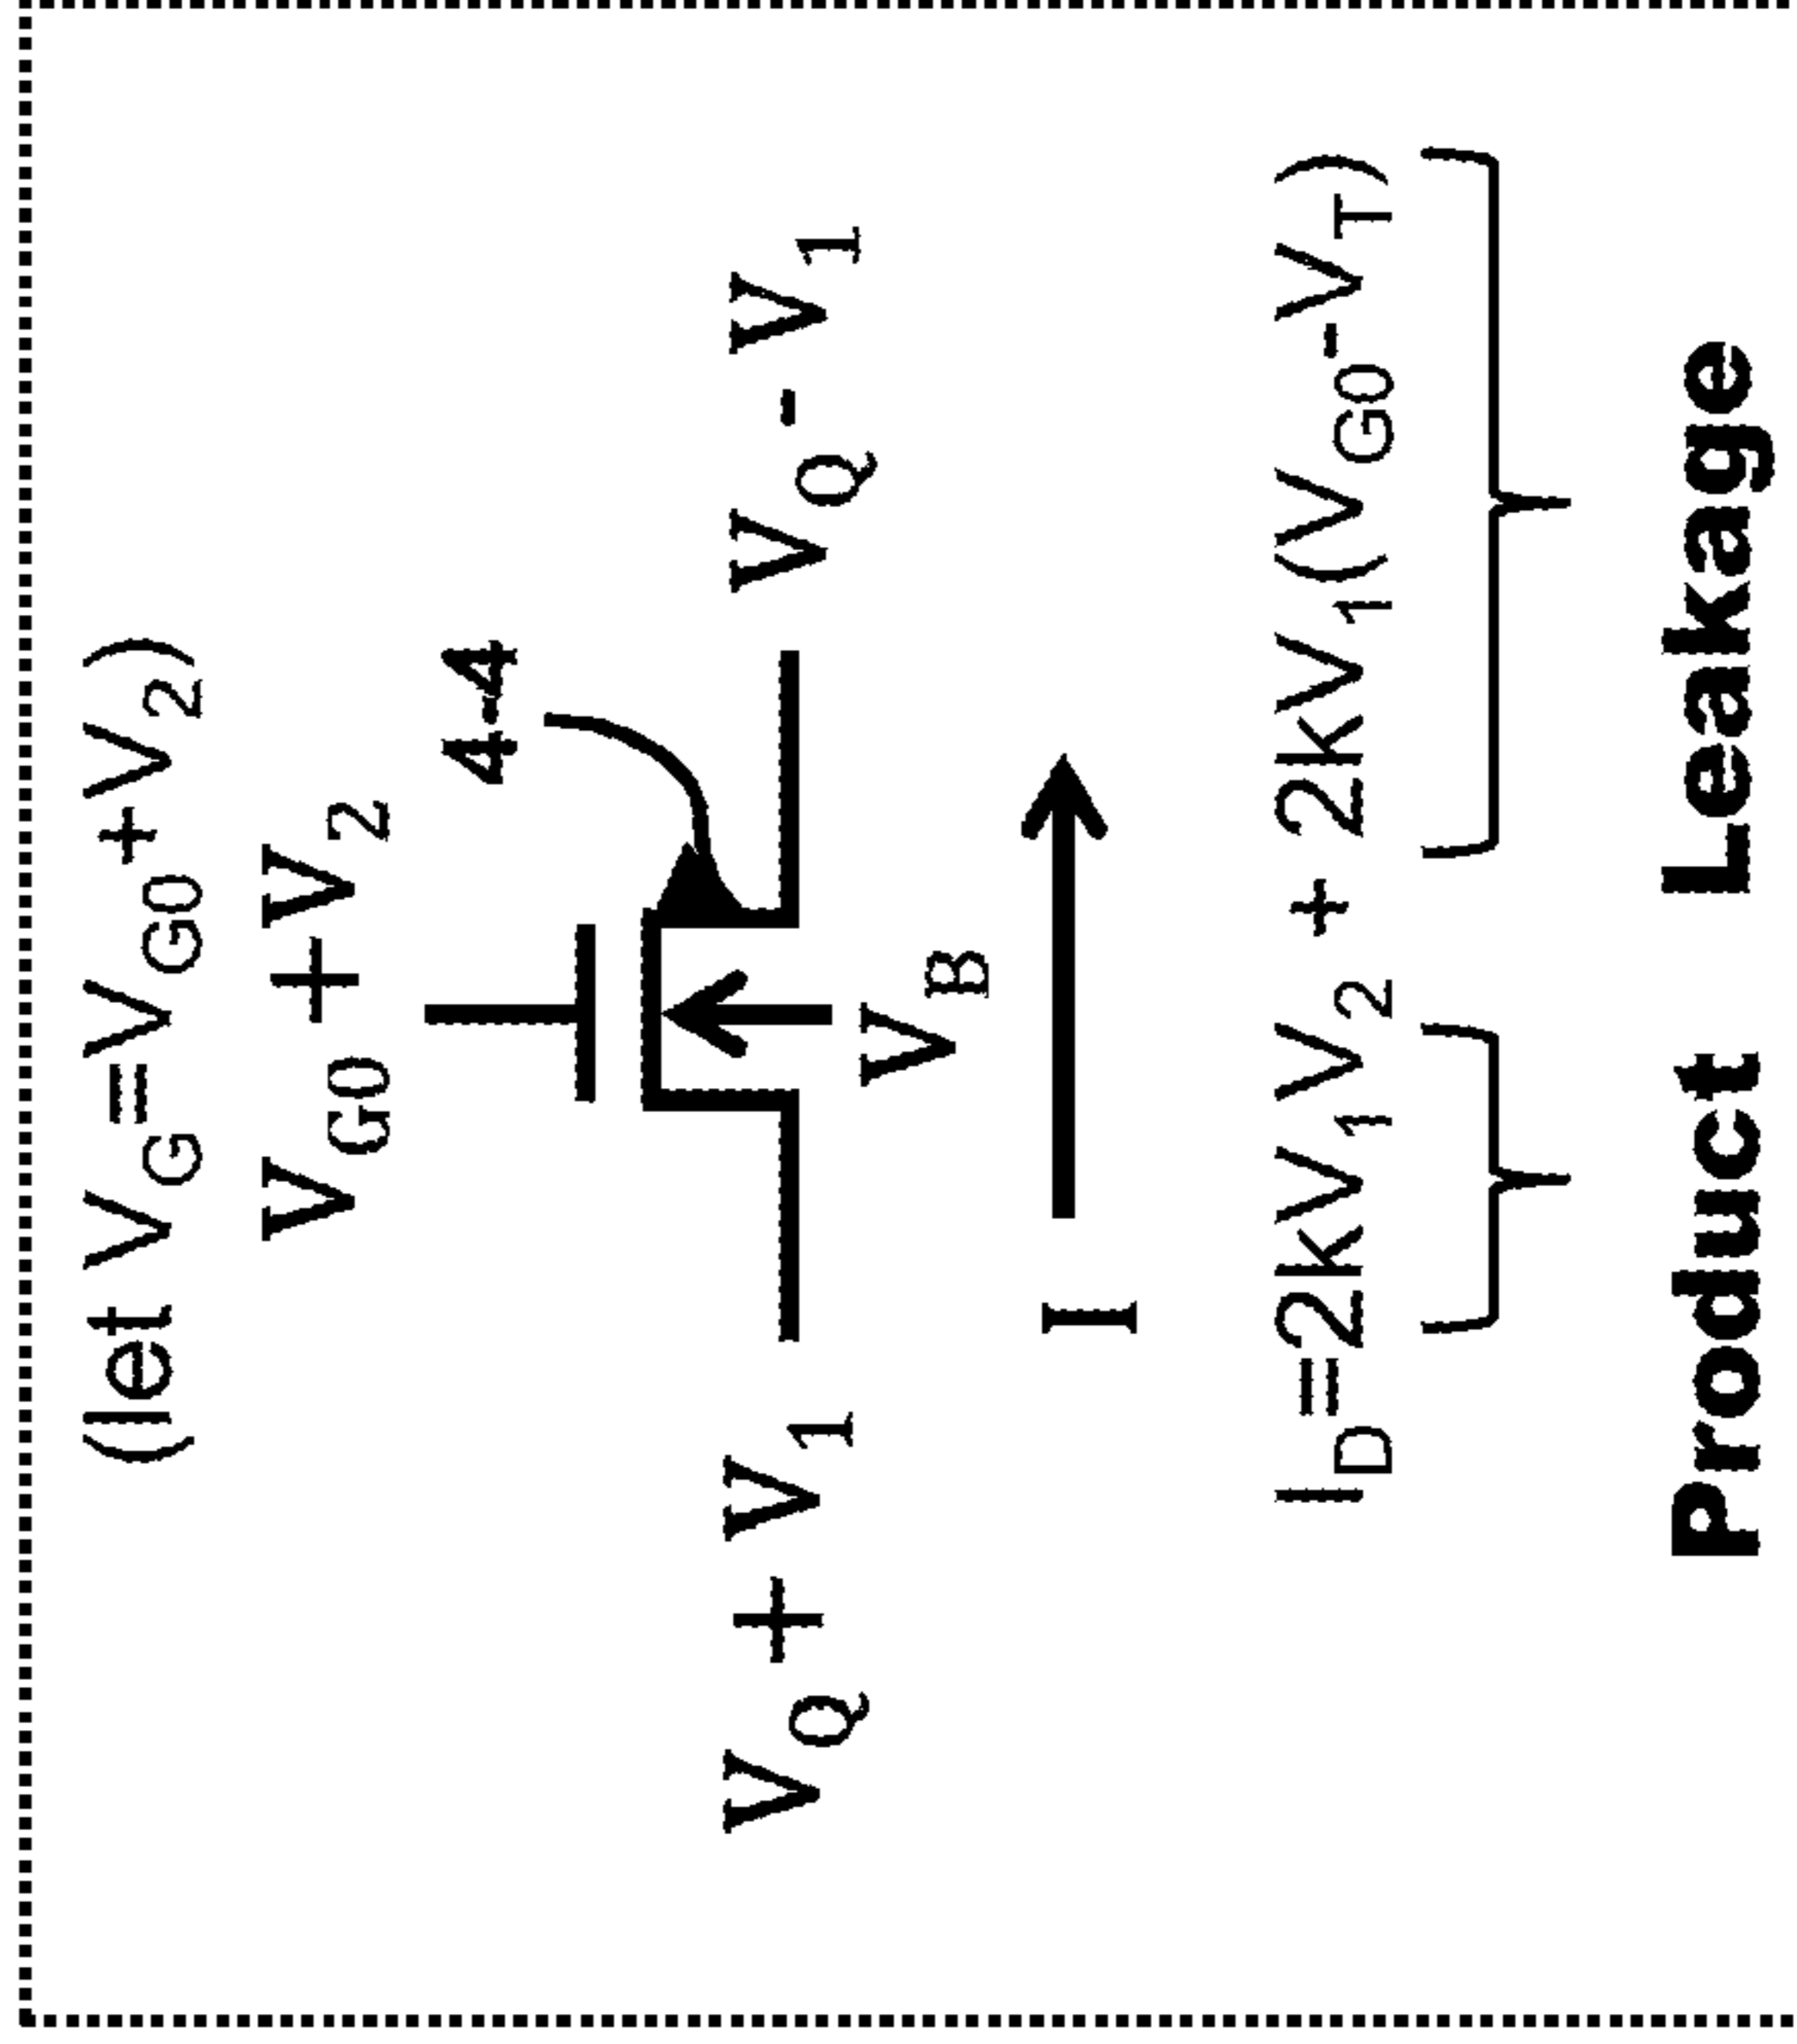 (let V_G=V_G0+V_2)
V_G0 + V_2
4-4
V_Q + V_1
V_Q - V_1
V_B
I
I_D=2kV_1V_2 + 2kV_1(V_G0-V_T)
Product Leakage